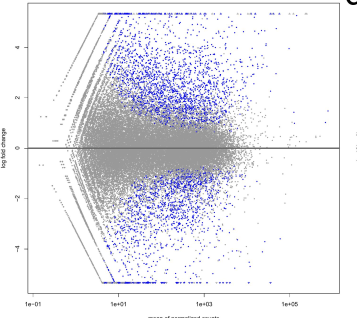 log fold change
4
2
0
−2
−4
1e−01
1e+01
1e+03
1e+05
mean of normalized counts